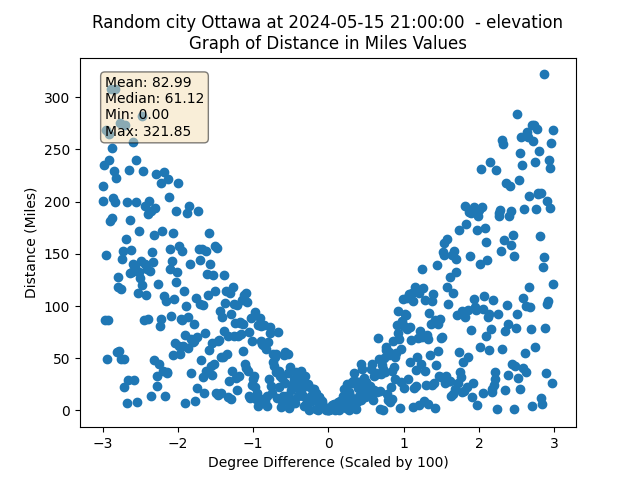 Random city Ottawa at 2024-05-15 21:00:00  - elevation
Graph of Distance in Miles Values
Mean: 82.99
Median: 61.12
Min: 0.00
Max: 321.85
300
250
200
150
100
50
0
Distance (Miles)
−3 −2 −1 0 1 2 3
Degree Difference (Scaled by 100)